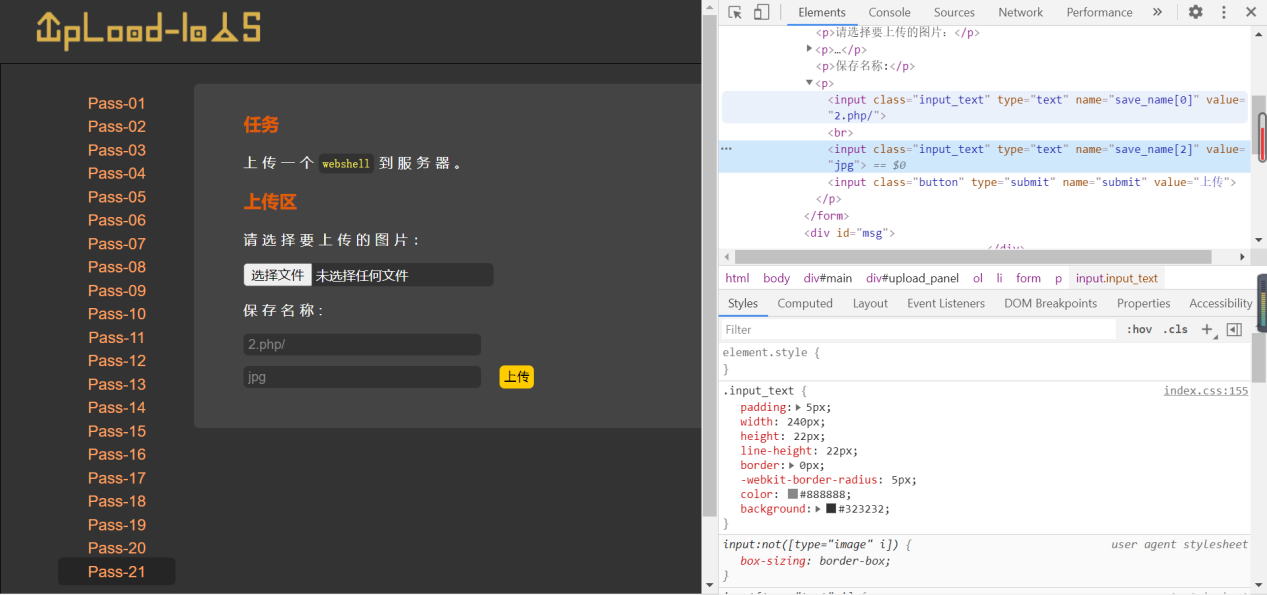 UpLoad-labs
Pass-01
Pass-02
Pass-03
Pass-04
Pass-05
Pass-06
Pass-07
Pass-08
Pass-09
Pass-10
Pass-11
Pass-12
Pass-13
Pass-14
Pass-15
Pass-16
Pass-17
Pass-18
Pass-19
Pass-20
Pass-21
任务
上传一个 webshell 到服务器。
上传区
请选择要上传的图片：
选择文件 未选择任何文件
保存名称:
2.php/
jpg 上传
Elements Console Sources Network Performance »
<p>请选择要上传的图片：</p>
<p>…</p>
<p>保存名称:</p>
<p>
<input class="input_text" type="text" name="save_name[0]" value=
"2.php/">
<br>
… <input class="input_text" type="text" name="save_name[2]" value=
"jpg"> == $0
<input class="button" type="submit" name="submit" value="上传">
</p>
</form>
<div id="msg">
</div>
html body div#main div#upload_panel ol li form p input.input_text
Styles Computed Layout Event Listeners DOM Breakpoints Properties Accessibility
Filter :hov .cls +
element.style {
}
.input_text { index.css:155
padding: 5px;
width: 240px;
height: 22px;
line-height: 22px;
border: 0px;
-webkit-border-radius: 5px;
color: #888888;
background: #323232;
}
input:not([type="image" i]) { user agent stylesheet
box-sizing: border-box;
}